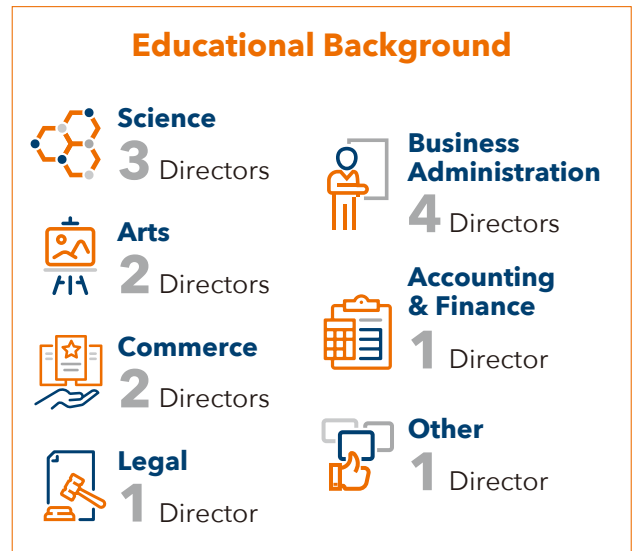 Educational Background
Science
3 Directors
Arts
2 Directors
Commerce
2 Directors
Legal
1 Director
Business
Administration
4 Directors
Accounting
& Finance
1 Director
Other
1 Director